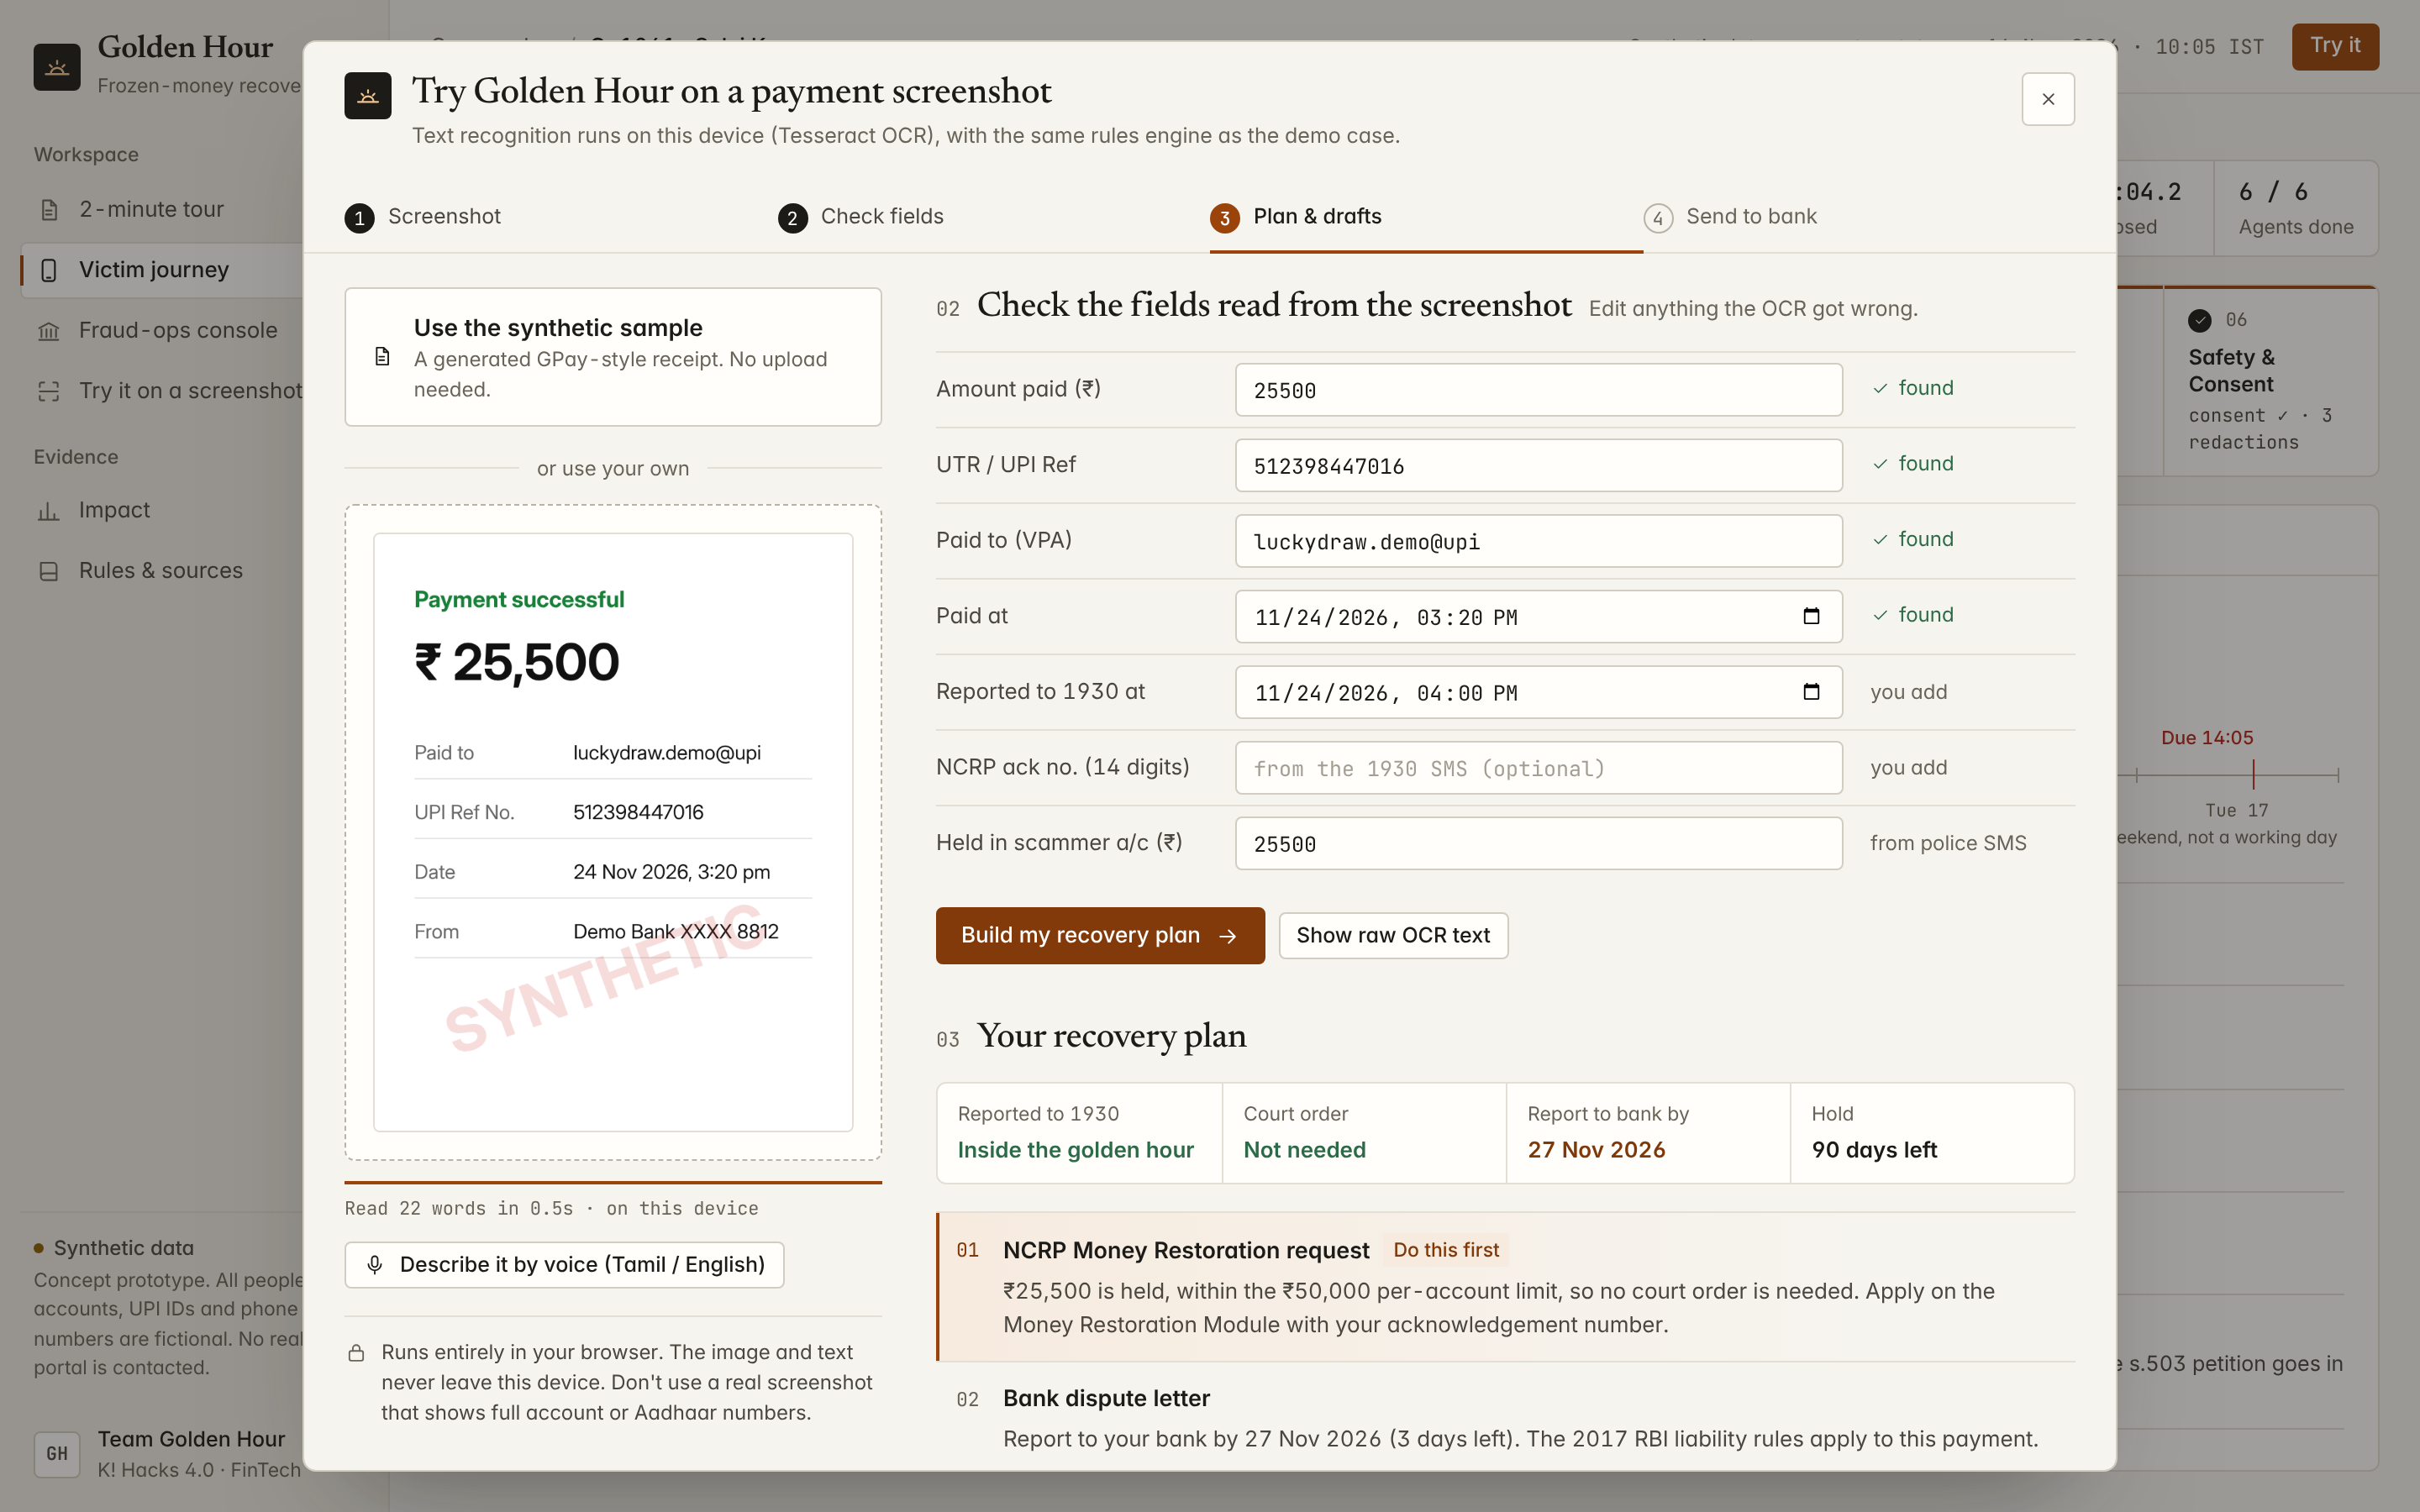 Golden Hour
Frozen-money recove
Workspace
2-minute tour
Victim journey
Fraud-ops console
Try it on a screenshot
Evidence
Impact
Rules & sources
Synthetic data
Concept prototype. All people
accounts, UPI IDs and phone
numbers are fictional. No real
portal is contacted.
GH
Team Golden Hour
K! Hacks 4.0 · FinTech
· 10:05 IST
Try it
:04.2
6 / 6
Agents done
06
Safety &
Consent
consent ✓ · 3
redactions
Due 14:05
Tue 17
eekend, not a working day
s.503 petition goes in
Try Golden Hour on a payment screenshot
Text recognition runs on this device (Tesseract OCR), with the same rules engine as the demo case.
×
1 Screenshot
2 Check fields
3 Plan & drafts
4 Send to bank
Use the synthetic sample
A generated GPay-style receipt. No upload
needed.
or use your own
Payment successful
₹ 25,500
Paid to luckydraw.demo@upi
UPI Ref No. 512398447016
Date 24 Nov 2026, 3:20 pm
From Demo Bank XXXX 8812
SYNTHETIC
Read 22 words in 0.5s · on this device
Describe it by voice (Tamil / English)
Runs entirely in your browser. The image and text
never leave this device. Don't use a real screenshot
that shows full account or Aadhaar numbers.
02 Check the fields read from the screenshot Edit anything the OCR got wrong.
Amount paid (₹) 25500 ✓ found
UTR / UPI Ref 512398447016 ✓ found
Paid to (VPA) luckydraw.demo@upi ✓ found
Paid at 11/24/2026, 03:20 PM ✓ found
Reported to 1930 at 11/24/2026, 04:00 PM you add
NCRP ack no. (14 digits) from the 1930 SMS (optional) you add
Held in scammer a/c (₹) 25500 from police SMS
Build my recovery plan →
Show raw OCR text
03 Your recovery plan
Reported to 1930
Inside the golden hour
Court order
Not needed
Report to bank by
27 Nov 2026
Hold
90 days left
01 NCRP Money Restoration request Do this first
₹25,500 is held, within the ₹50,000 per-account limit, so no court order is needed. Apply on the
Money Restoration Module with your acknowledgement number.
02 Bank dispute letter
Report to your bank by 27 Nov 2026 (3 days left). The 2017 RBI liability rules apply to this payment.